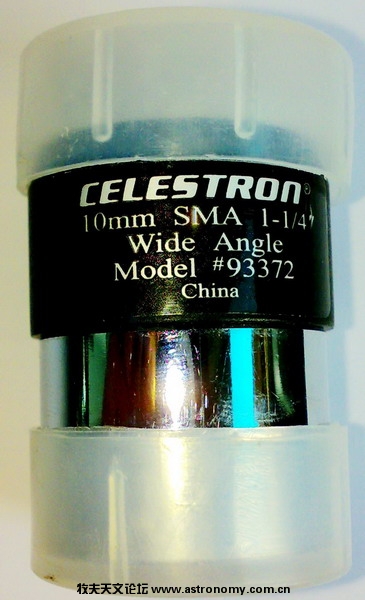 CELESTRON®
10mm SMA 1-1/4"
Wide Angle
Model #93372
China
牧夫天文论坛 www.astronomy.com.cn